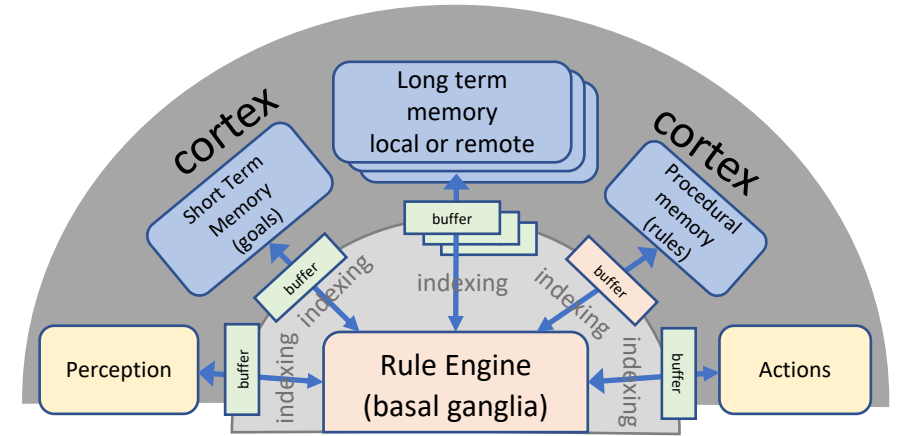 cortex
cortex
Long term
memory
local or remote
Short Term
Memory
(goals)
Procedural
memory
(rules)
buffer
buffer
buffer
indexing
indexing
indexing
Perception
buffer
indexing
Rule Engine
(basal ganglia)
indexing
buffer
Actions